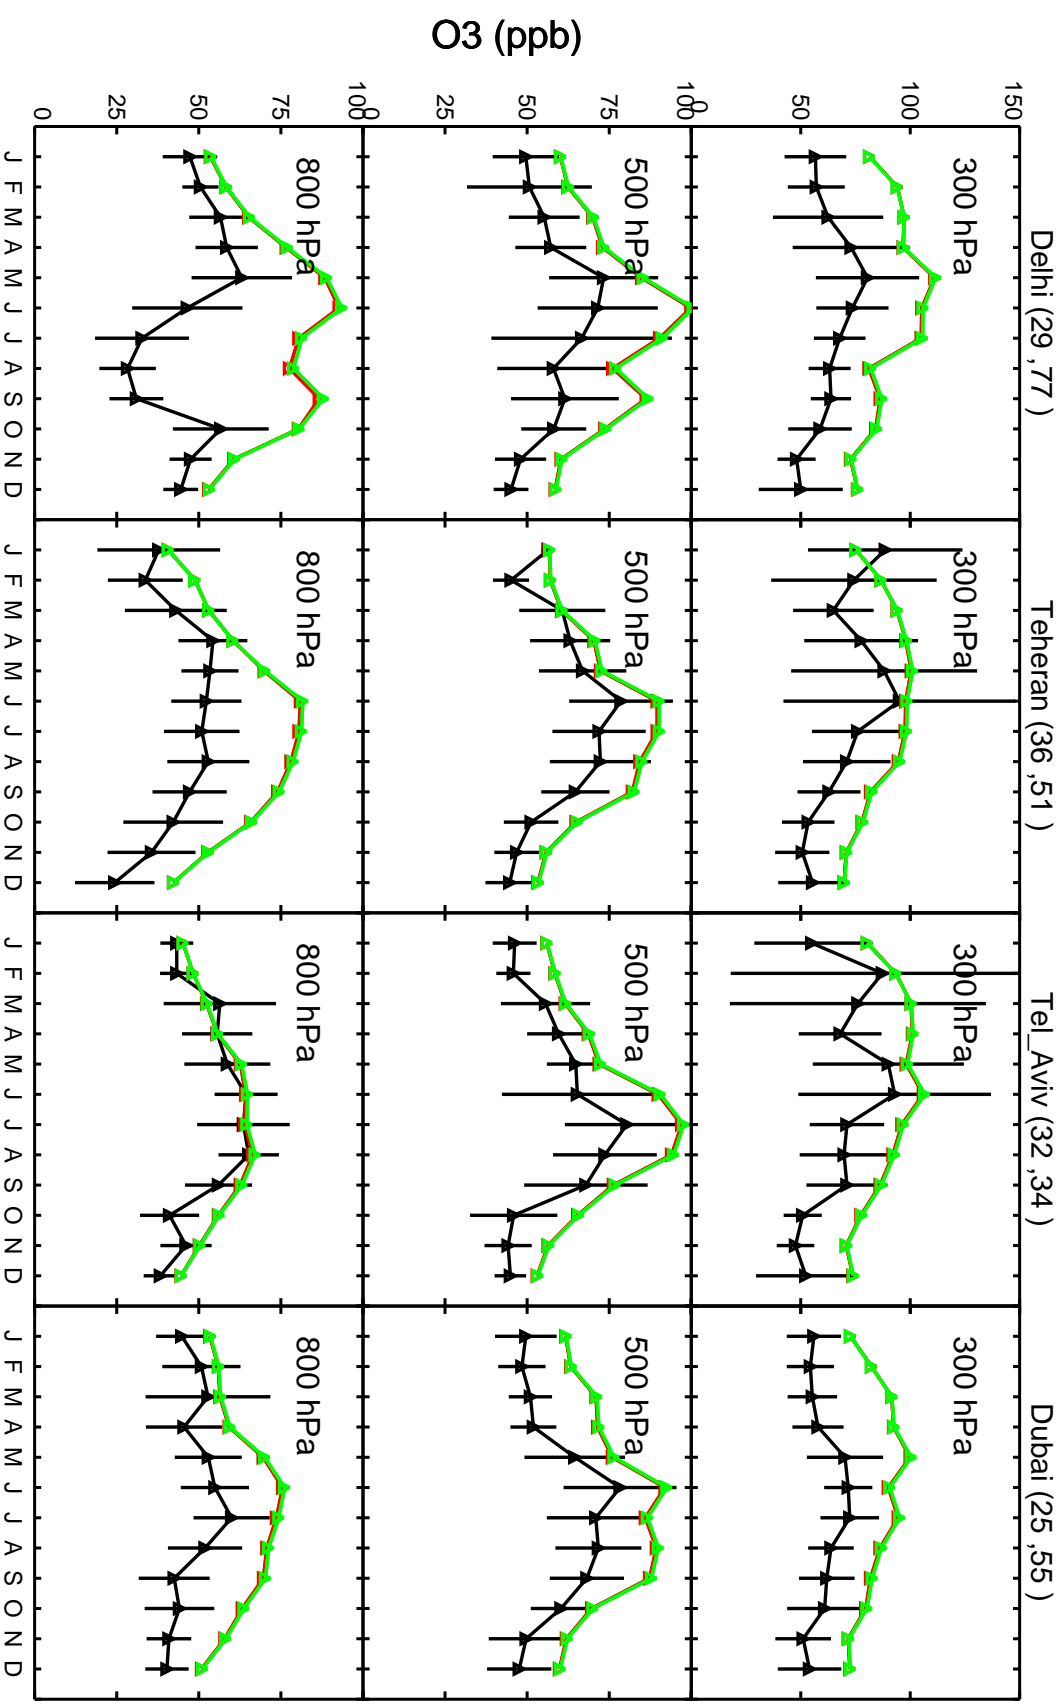 Delhi (29 ,77 )
Teheran (36 ,51 )
Tel_Aviv (32 ,34 )
Dubai (25 ,55 )
O3 (ppb)
150
100
50
0
300 hPa
300 hPa
300 hPa
300 hPa
100
75
50
25
0
500 hPa
500 hPa
500 hPa
500 hPa
100
75
50
25
0
800 hPa
800 hPa
800 hPa
800 hPa
J F M A M J J A S O N D
J F M A M J J A S O N D
J F M A M J J A S O N D
J F M A M J J A S O N D